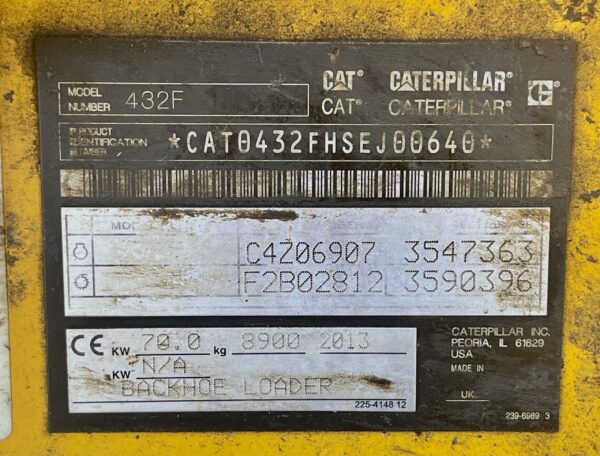 MODEL NUMBER 432F
CAT® CATERPILLAR®
CAT® CATERPILLAR®
PRODUCT IDENTIFICATION NUMBER *CAT0432FHSEJ00640*
C4Z06907 3547363
F2B02812 3590396
CE KW 70.0 kg 8900 2013
KW N/A
BACKHOE LOADER
225-4148 12
CATERPILLAR INC.
PEORIA, IL 61629
USA
MADE IN
UK
239-5989 3